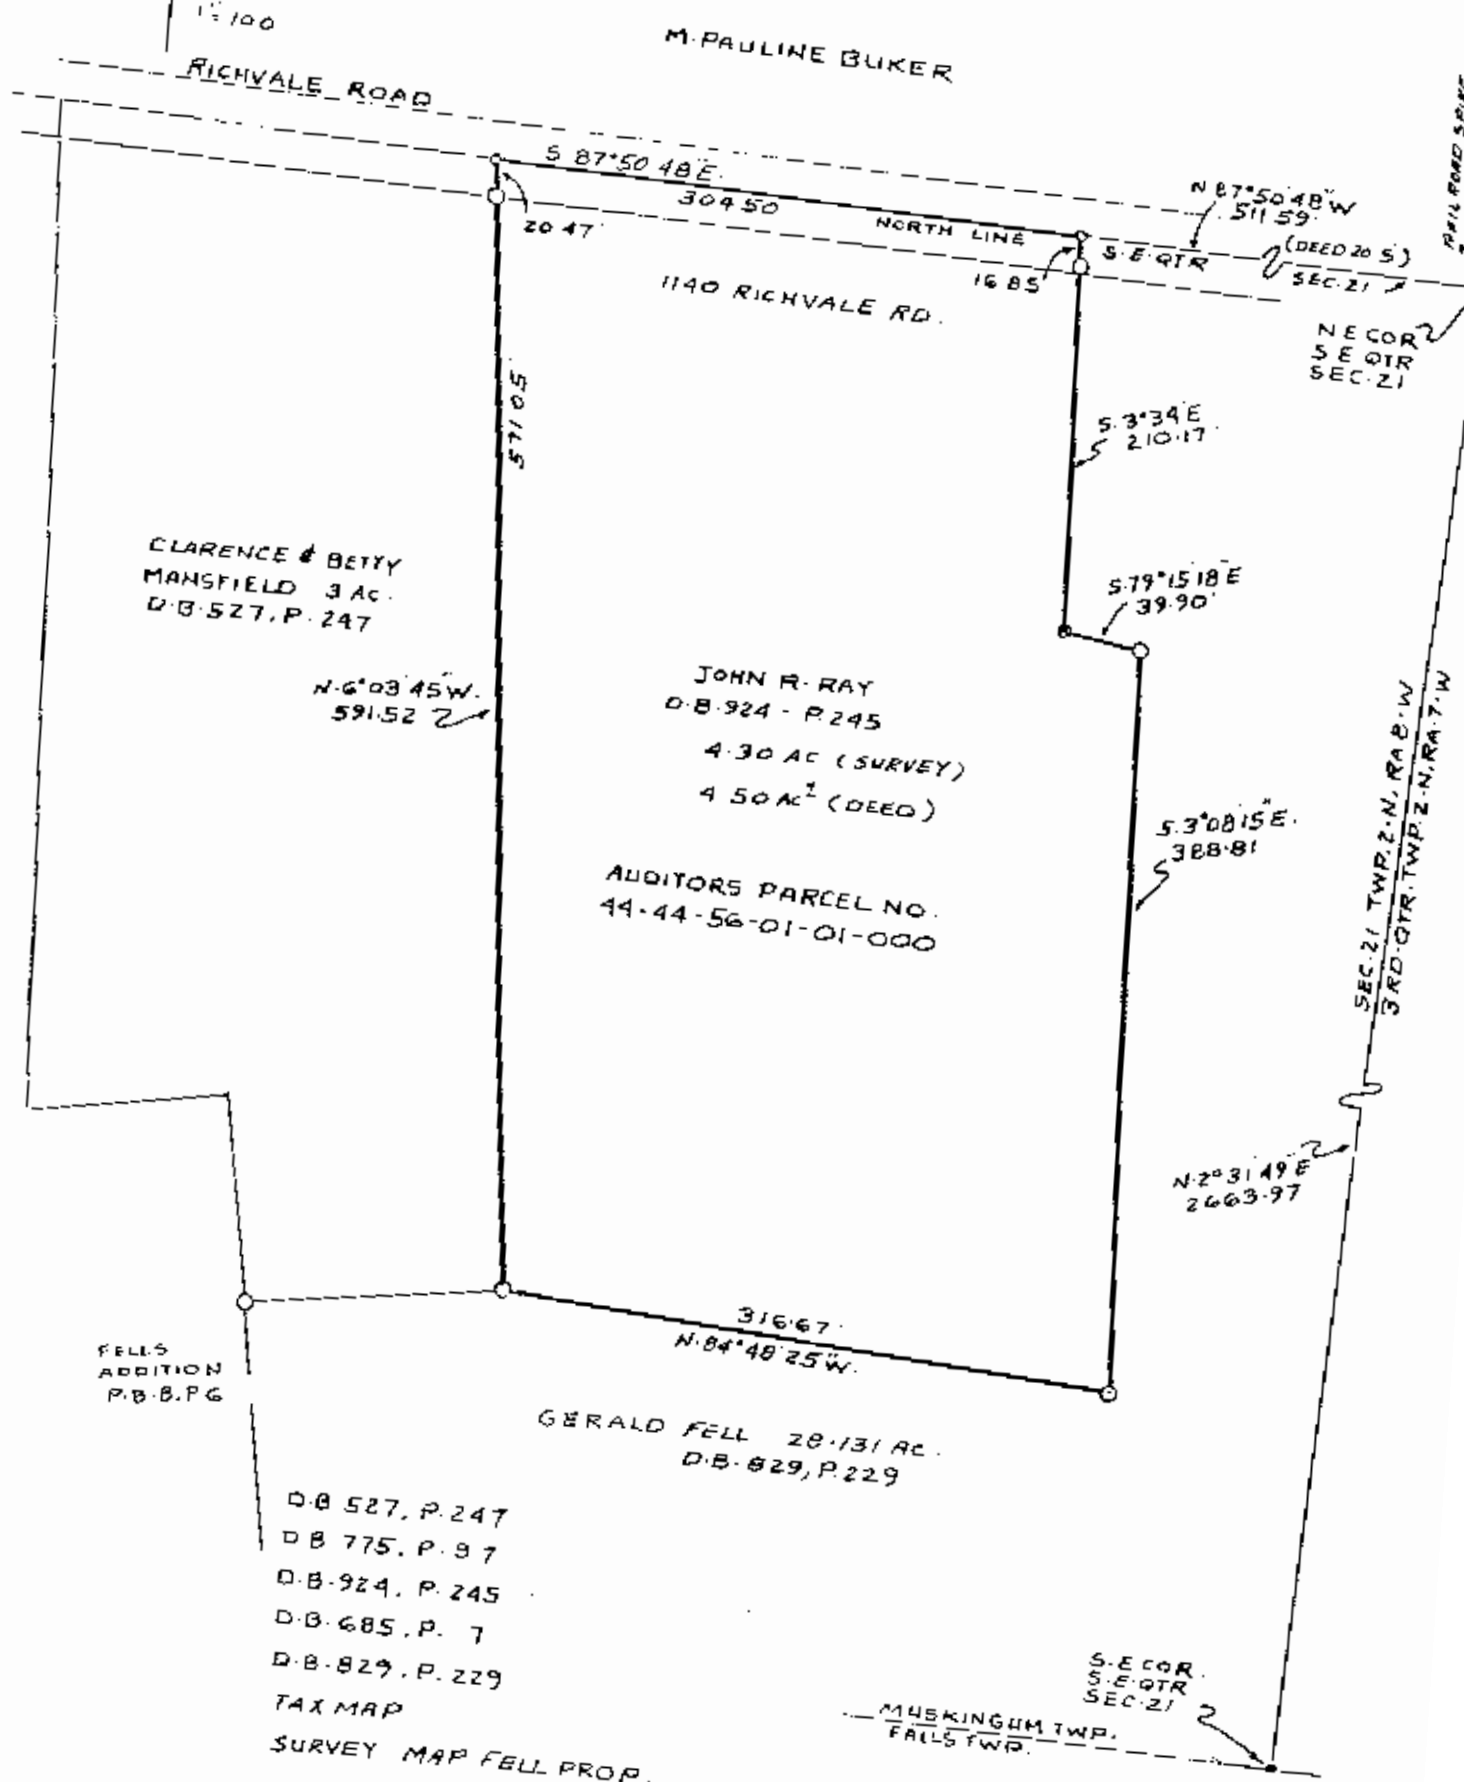 1"=100
M. PAULINE BUKER
RICHVALE ROAD
S 87°50'48"E.
304.50
20.47'
NORTH LINE
S.E. QTR
N 87°50'48"W
511.59'
(DEED 20 S)
SEC. 21
RAILROAD SPIKE
16.85
1140 RICHVALE RD.
N E COR
S E QTR
SEC. 21
571.05
S. 3°34'E
210.17
CLARENCE & BETTY
MANSFIELD 3 AC.
D.B. 527, P. 247
S. 79°15'18"E
39.90'
N. 6°03'45"W.
591.52
JOHN R. RAY
D.B. 924 - P. 245
4.30 AC (SURVEY)
4.50 AC± (DEED)
S. 3°08'15"E.
388.81
AUDITORS PARCEL NO.
44-44-56-01-01-000
SEC. 21 TWP. 2-N, RA 8-W
3RD-QTR. TWP. 2-N, RA. 7-W
N. 2°31'49"E
2663.97
316.67'
N. 84°48'25"W.
FELLS
ADDITION
P.B. 8, P 6
GERALD FELL 28.131 AC.
D.B. 829, P. 229
D.B 527, P. 247
D B 775, P. 97
D.B. 924, P. 245
D.B. 685, P. 7
D.B. 829, P. 229
TAX MAP
SURVEY MAP FELL PROP.
S.E COR.
S.E. QTR
SEC. 21
MUSKINGUM TWP.
FALLS TWP.